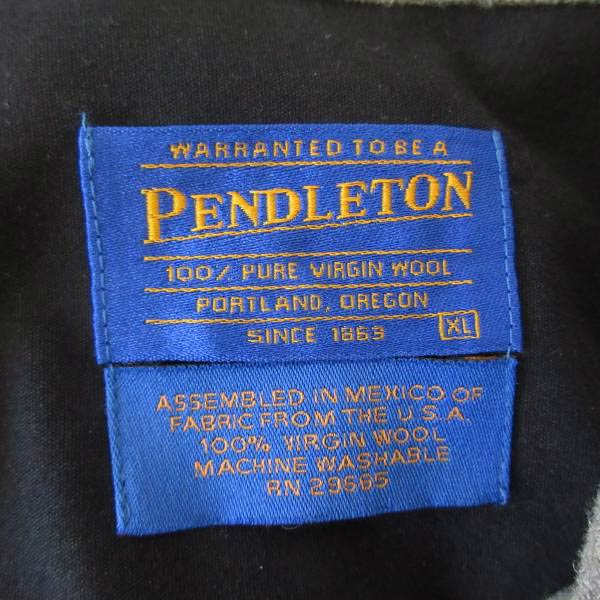 WARRANTED TO BE A
PENDLETON
100% PURE VIRGIN WOOL
PORTLAND, OREGON
SINCE 1863 XL
ASSEMBLED IN MEXICO OF
FABRIC FROM THE U.S.A.
100% VIRGIN WOOL
MACHINE WASHABLE
RN 29685